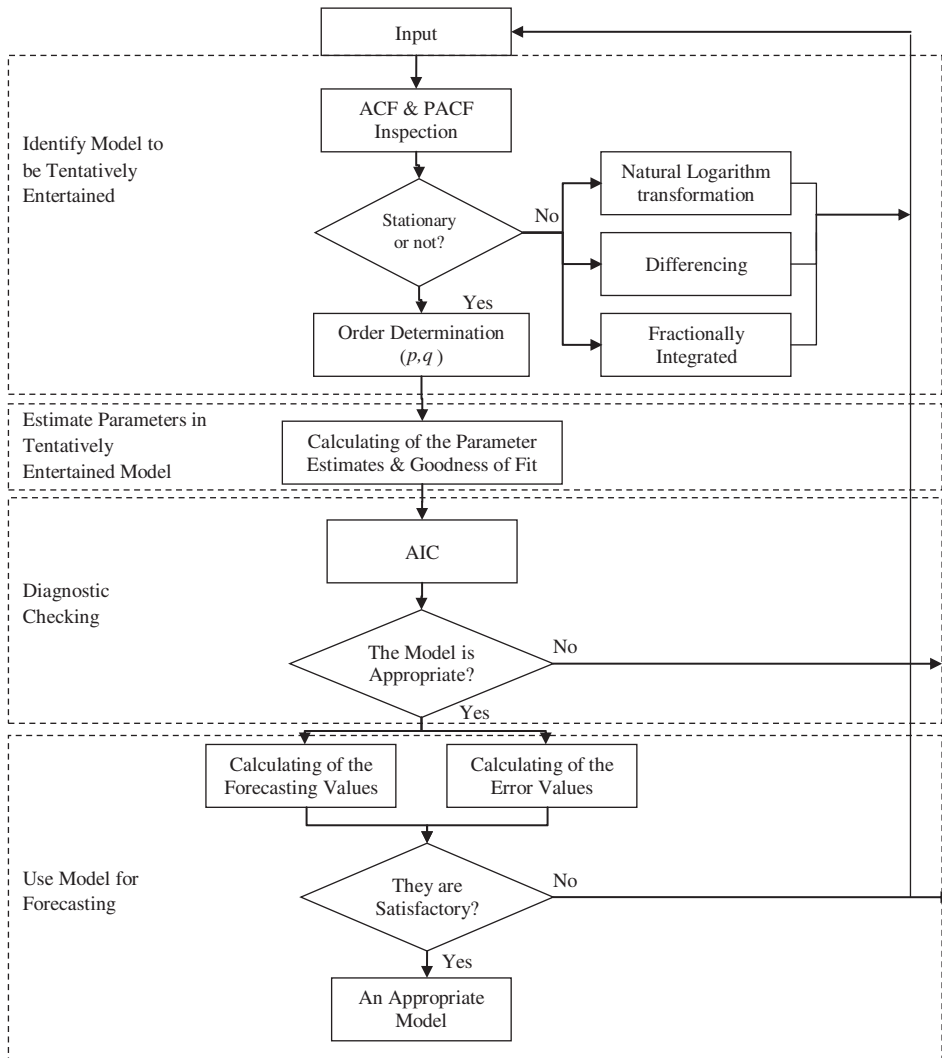 Input
Identify Model to
be Tentatively
Entertained
ACF & PACF
Inspection
Stationary
or not?
No
Natural Logarithm
transformation
Differencing
Fractionally
Integrated
Yes
Order Determination
(p,q )
Estimate Parameters in
Tentatively
Entertained Model
Calculating of the Parameter
Estimates & Goodness of Fit
Diagnostic
Checking
AIC
The Model is
Appropriate?
No
Yes
Use Model for
Forecasting
Calculating of the
Forecasting Values
Calculating of the
Error Values
They are
Satisfactory?
No
Yes
An Appropriate
Model